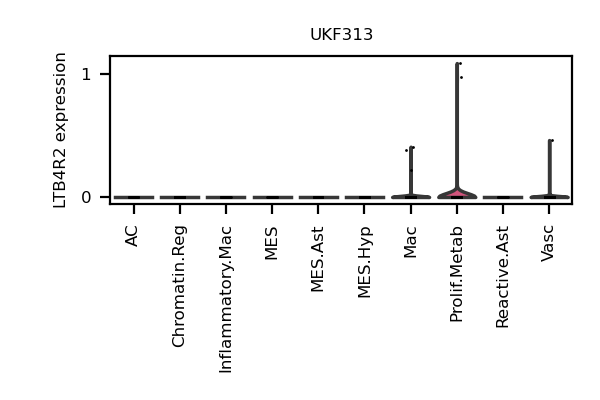 UKF313
LTB4R2 expression
1
0
AC
Chromatin.Reg
Inflammatory.Mac
MES
MES.Ast
MES.Hyp
Mac
Prolif.Metab
Reactive.Ast
Vasc